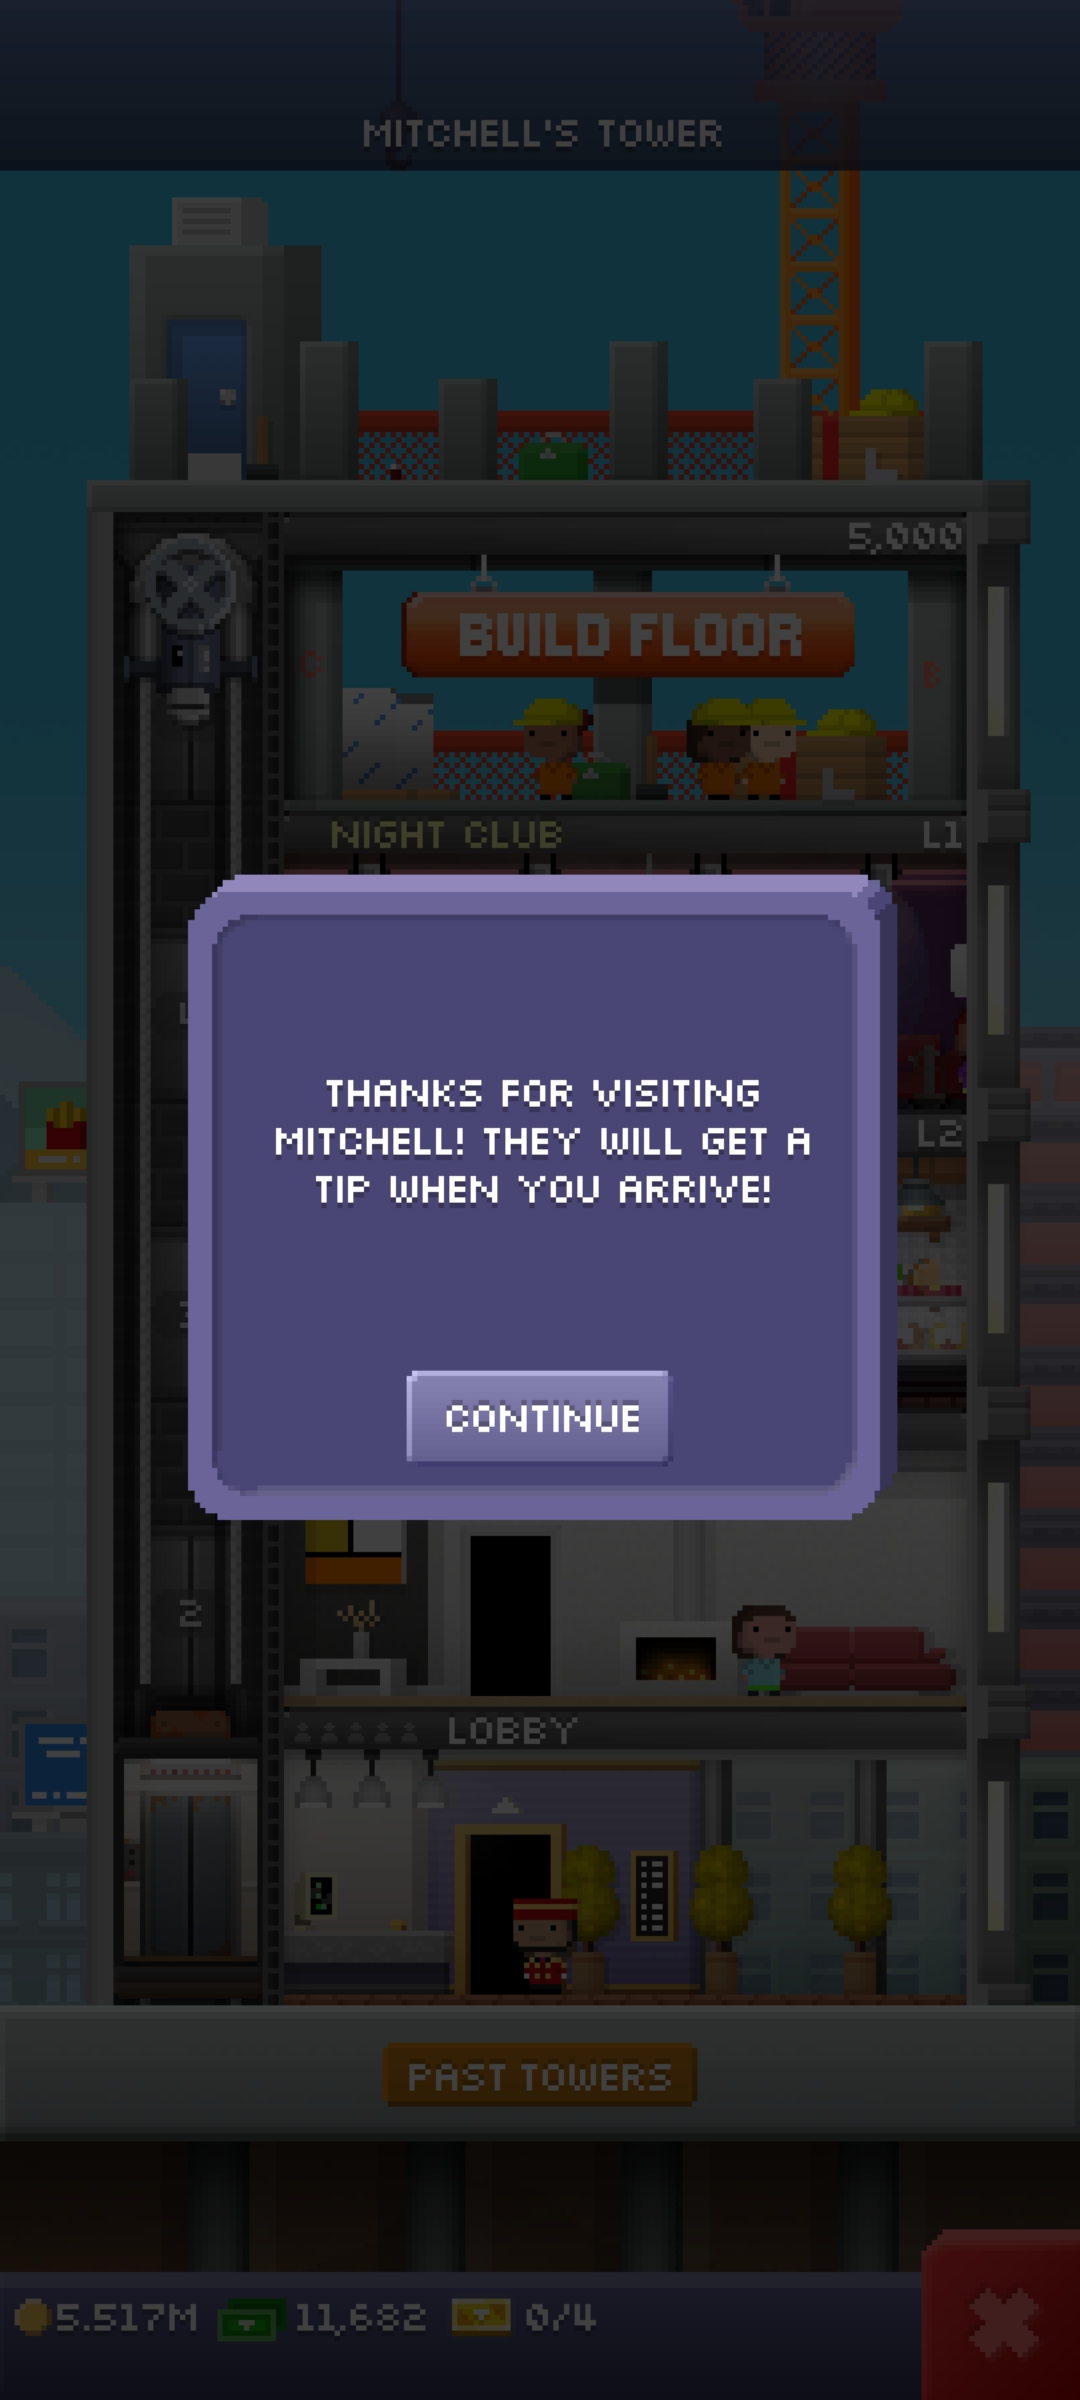 MITCHELL'S TOWER
5,000
BUILD FLOOR
NIGHT CLUB L1
L2
THANKS FOR VISITING
MITCHELL! THEY WILL GET A
TIP WHEN YOU ARRIVE!
CONTINUE
2
LOBBY
PAST TOWERS
5.517M 11,682 0/4